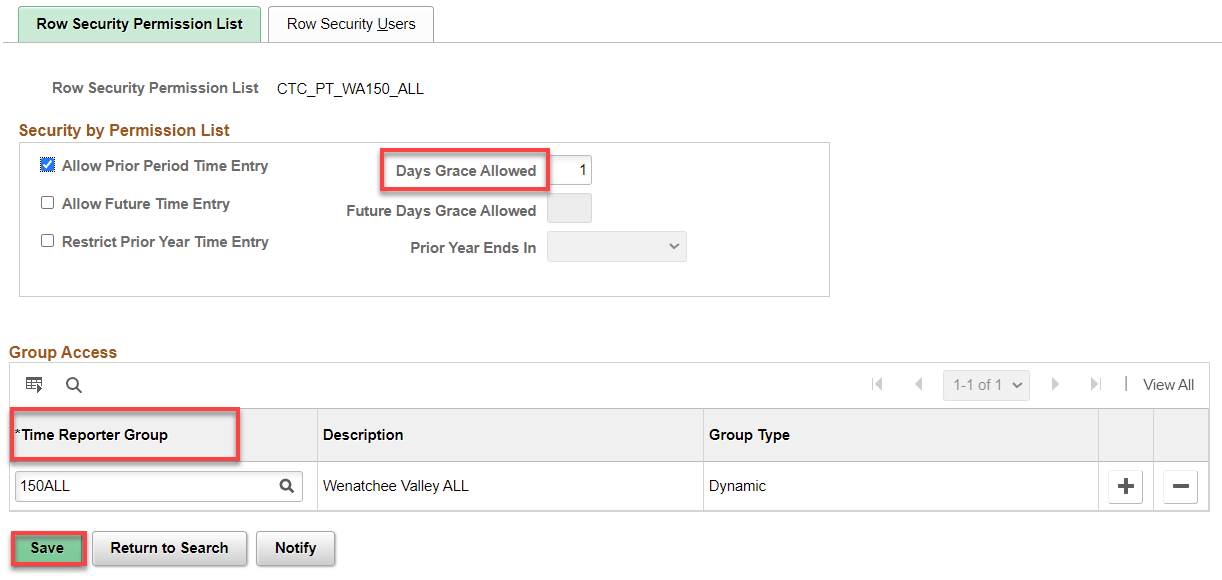 Row Security Permission List Row Security Users
Row Security Permission List CTC_PT_WA150_ALL
Security by Permission List
Allow Prior Period Time Entry Days Grace Allowed 1
Allow Future Time Entry Future Days Grace Allowed
Restrict Prior Year Time Entry Prior Year Ends In
Group Access
1-1 of 1 | View All
*Time Reporter Group Description Group Type
150ALL Wenatchee Valley ALL Dynamic
Save Return to Search Notify